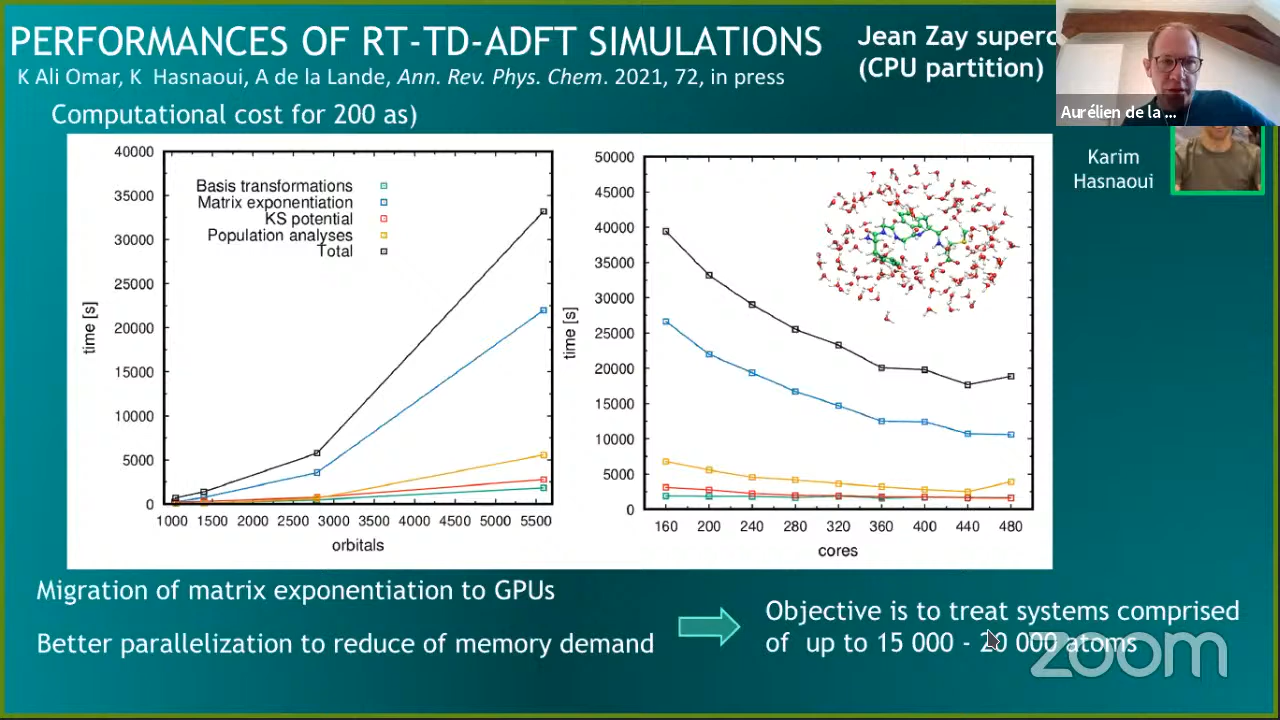 PERFORMANCES OF RT-TD-ADFT SIMULATIONS
K Ali Omar, K Hasnaoui, A de la Lande, Ann. Rev. Phys. Chem. 2021, 72, in press
Jean Zay superc
(CPU partition)
Aurélien de la ...
Karim
Hasnaoui
Computational cost for 200 as)
40000
35000
30000
25000
20000
15000
10000
5000
0
time [s]
Basis transformations
Matrix exponentiation
KS potential
Population analyses
Total
1000 1500 2000 2500 3000 3500 4000 4500 5000 5500
orbitals
50000
45000
40000
35000
30000
25000
20000
15000
10000
5000
0
time [s]
160 200 240 280 320 360 400 440 480
cores
Migration of matrix exponentiation to GPUs
Better parallelization to reduce of memory demand
Objective is to treat systems comprised
of up to 15 000 - 20 000 atoms
zoom